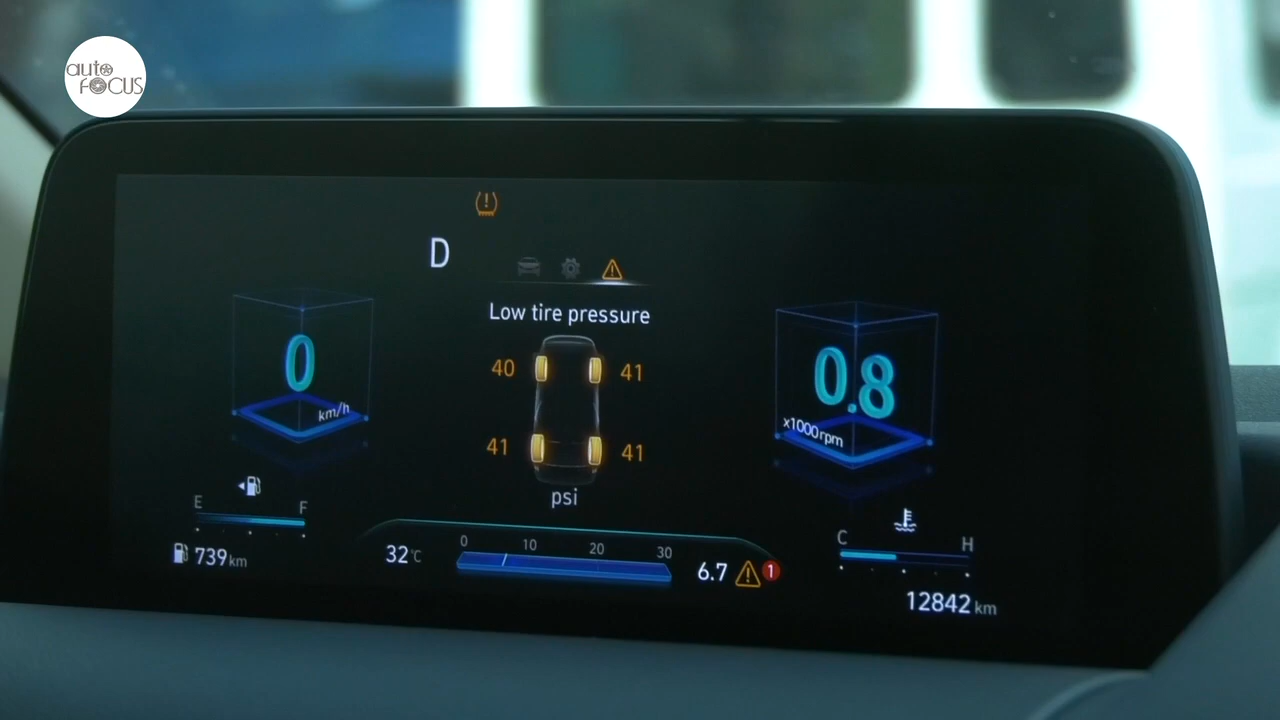 auto
FOCUS
D
Low tire pressure
40 41
0
km/h
0.8
x1000rpm
41 41
psi
E F
739km
32°C
0 10 20 30
6.7
1
C H
12842 km